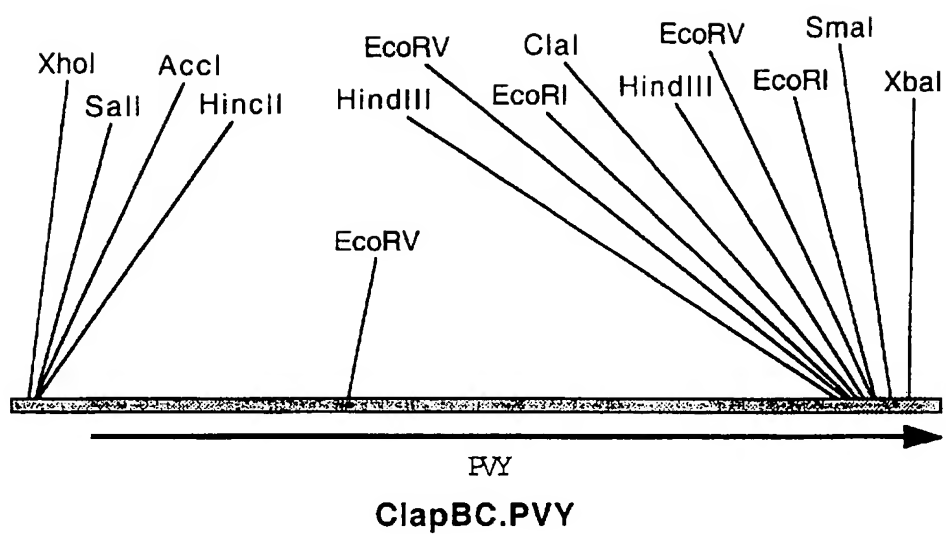 XhoI
SalI
AccI
HincII
EcoRV
HindIII
EcoRV
EcoRI
ClaI
HindIII
EcoRV
EcoRI
SmaI
XbaI
PVY
ClapBC.PVY